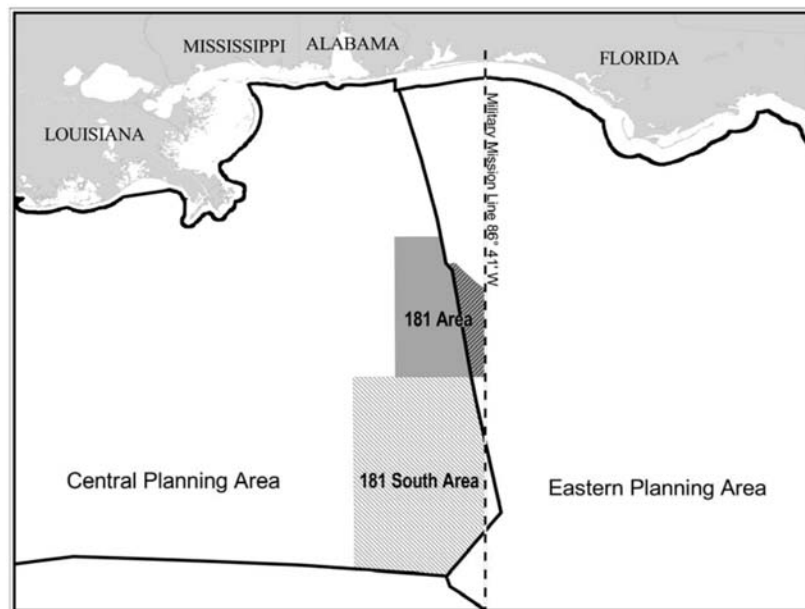 MISSISSIPPI
ALABAMA
FLORIDA
LOUISIANA
Military Mission Line 86° 41' W
181 Area
181 South Area
Central Planning Area
Eastern Planning Area